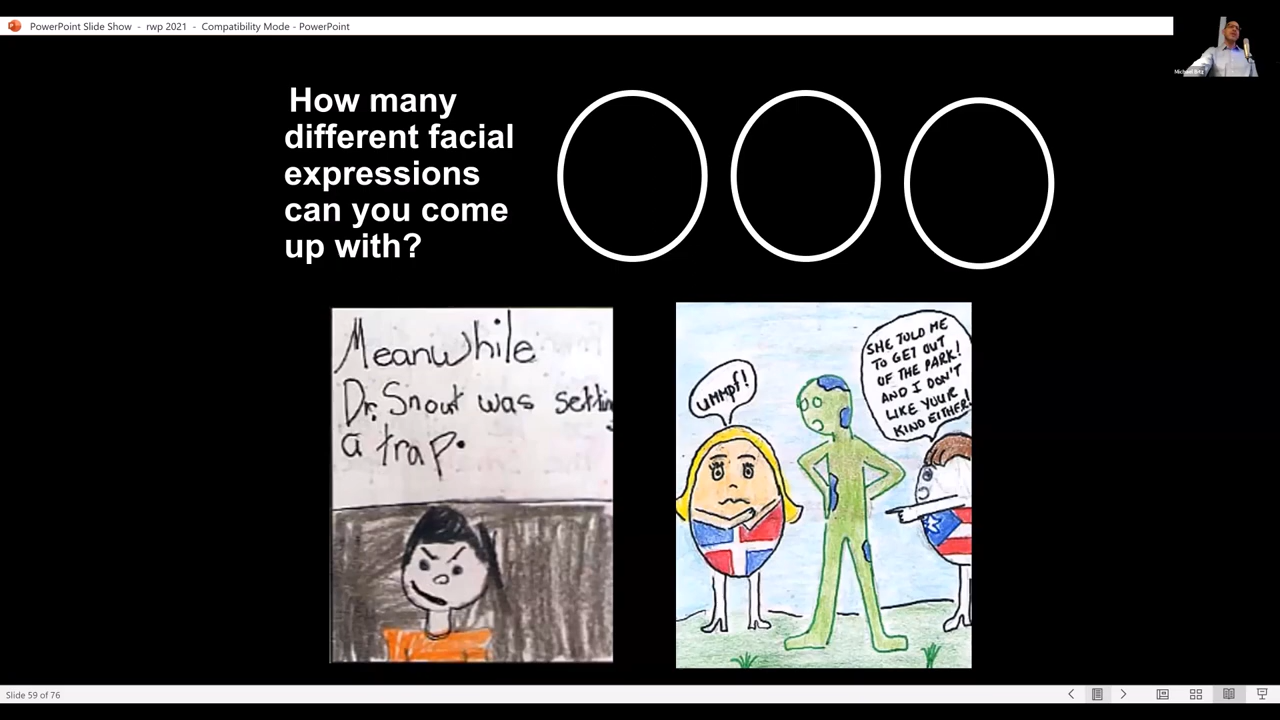 PowerPoint Slide Show - rwp 2021 - Compatibility Mode - PowerPoint
How many
different facial
expressions
can you come
up with?
Meanwhile
Dr. Snout was
a trap.
UMMPf!
SHE TOLD ME
TO GET OUT
OF THE PARK!
AND I DON'T
LIKE YOUR
KIND EITHER!
Slide 59 of 76